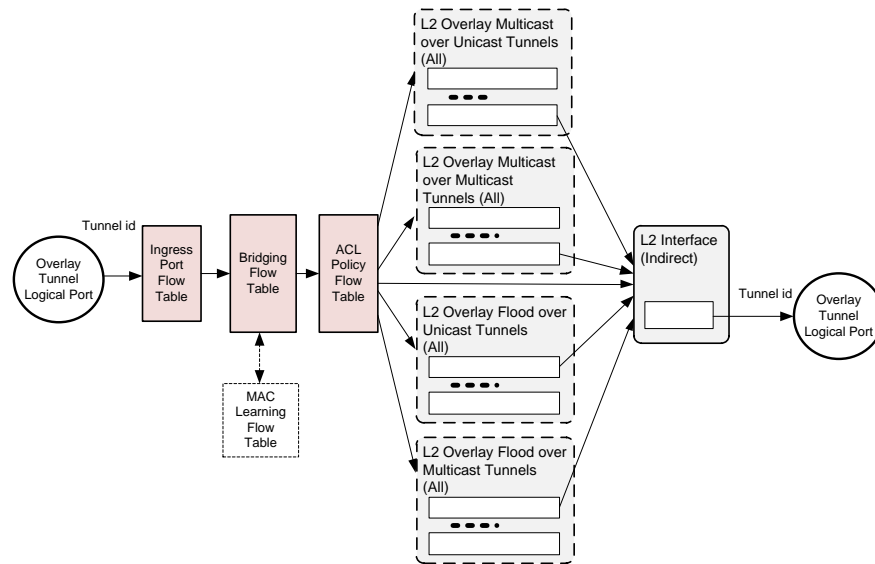 L2 Overlay Multicast
over Unicast Tunnels
(All)
L2 Overlay Multicast
over Multicast
Tunnels (All)
Tunnel id
Overlay
Tunnel
Logical Port
Ingress
Port
Flow
Table
Bridging
Flow
Table
ACL
Policy
Flow
Table
MAC
Learning
Flow
Table
L2 Overlay Flood over
Unicast Tunnels
(All)
L2 Overlay Flood over
Multicast Tunnels
(All)
L2 Interface
(Indirect)
Tunnel id
Overlay
Tunnel
Logical Port